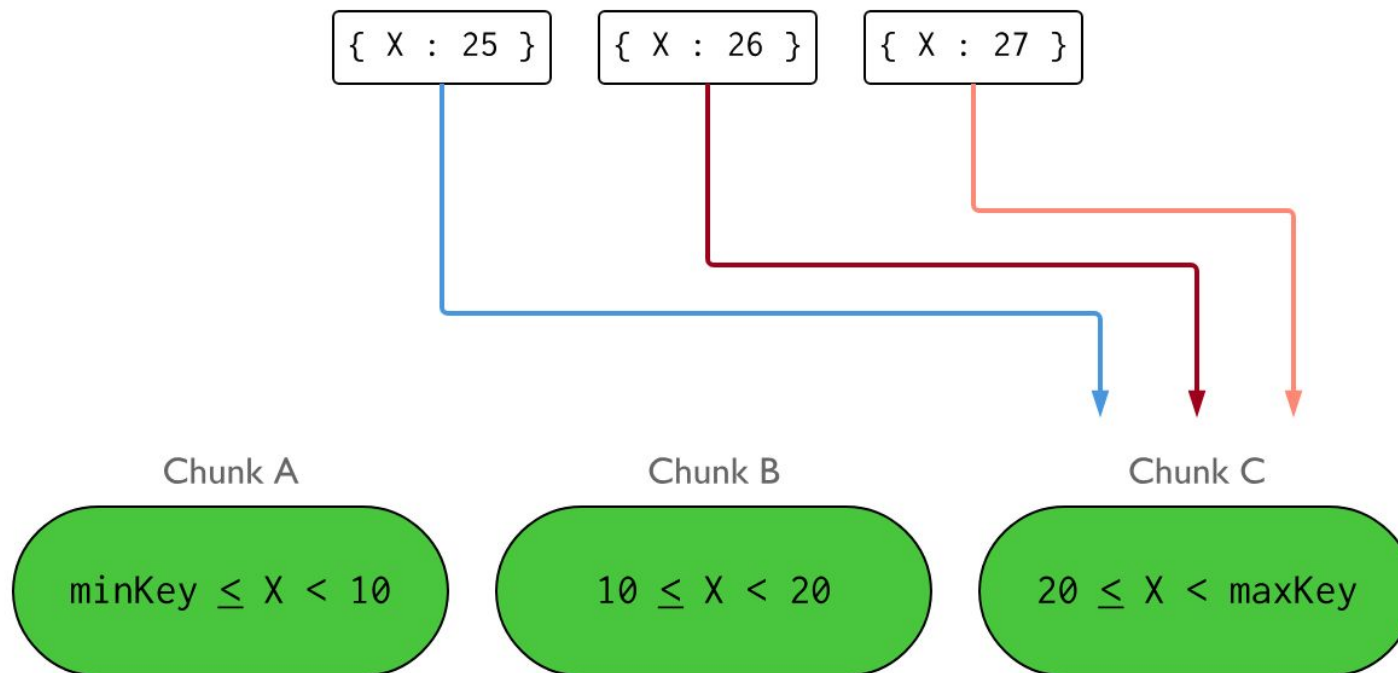 { X : 25 }
{ X : 26 }
{ X : 27 }
Chunk A
Chunk B
Chunk C
minKey ≤ X < 10
10 ≤ X < 20
20 ≤ X < maxKey